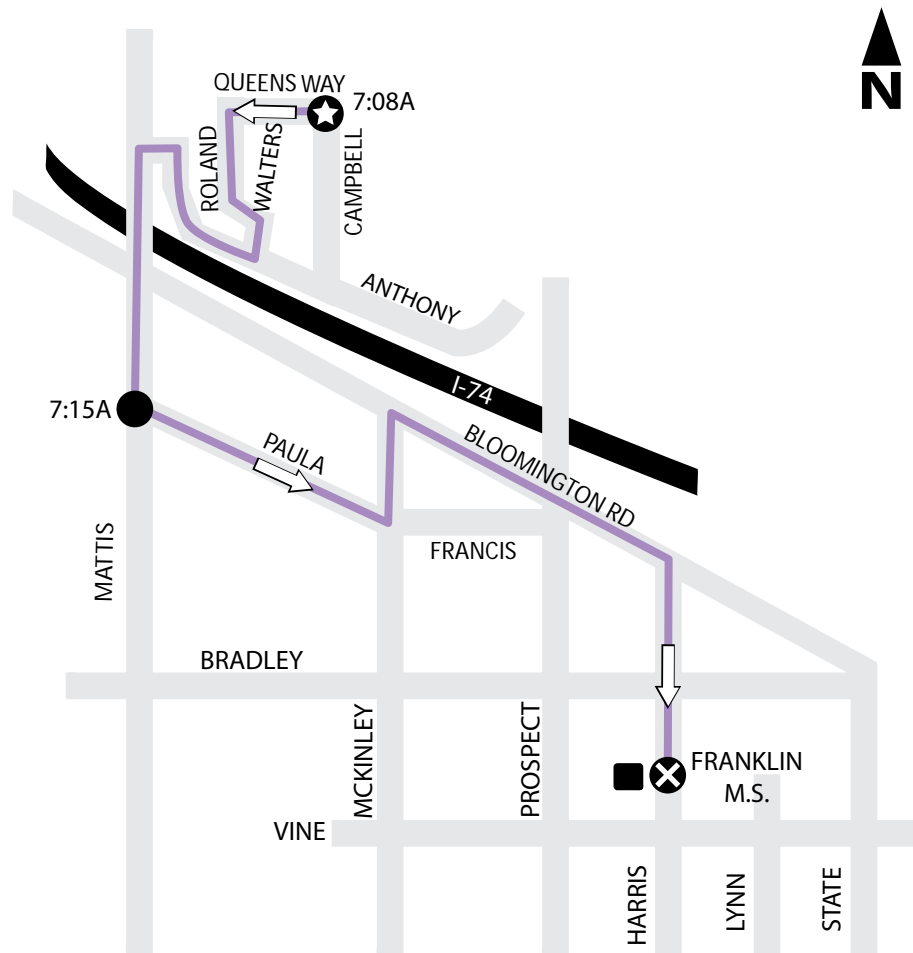 QUEENS WAY
7:08A
N
ROLAND
WALTERS
CAMPBELL
ANTHONY
I-74
7:15A
PAULA
BLOOMINGTON RD
FRANCIS
MATTIS
BRADLEY
MCKINLEY
PROSPECT
FRANKLIN
M.S.
VINE
HARRIS
LYNN
STATE